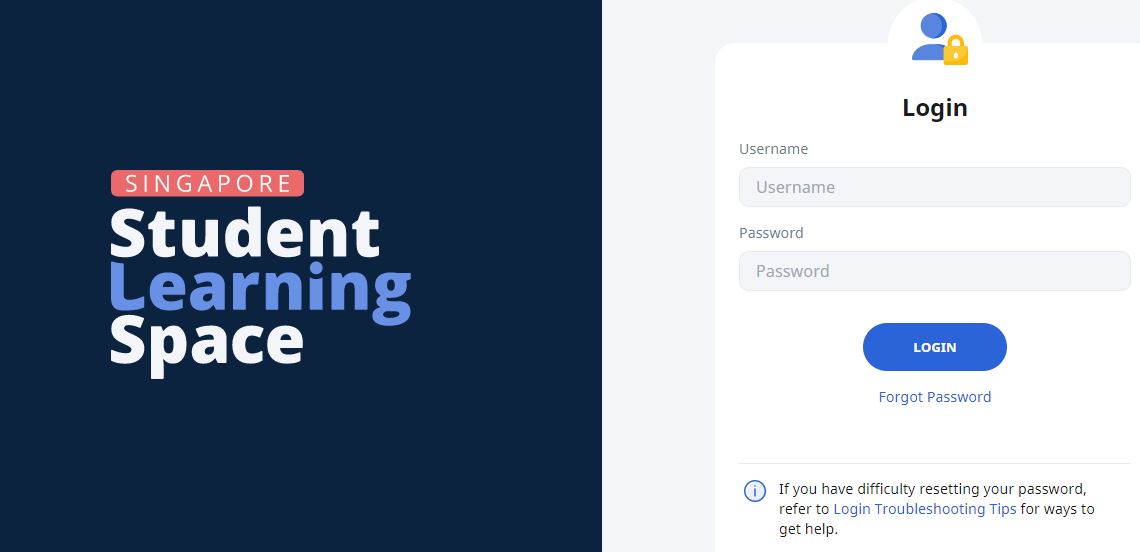 SINGAPORE
Student
Learning
Space
Login
Username
Username
Password
Password
LOGIN
Forgot Password
If you have difficulty resetting your password,
refer to Login Troubleshooting Tips for ways to
get help.